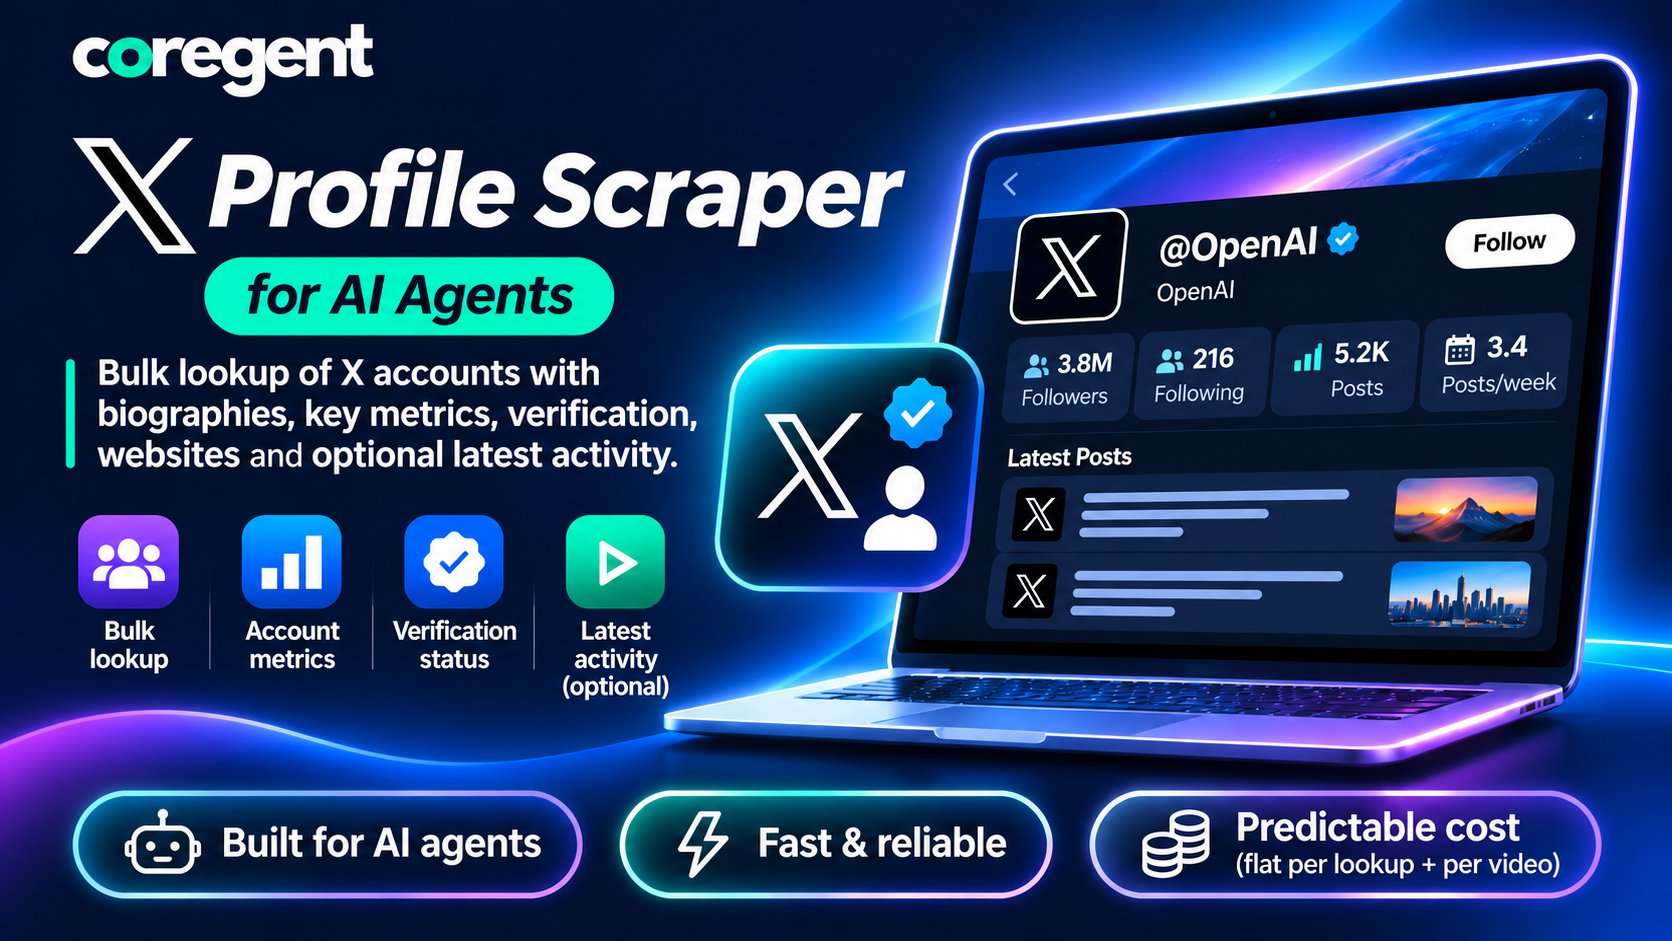 coregent
X Profile Scraper
for AI Agents
Bulk lookup of X accounts with
biographies, key metrics, verification,
websites and optional latest activity.
Bulk
lookup
Account
metrics
Verification
status
Latest
activity
(optional)
@OpenAI
OpenAI
Follow
3.8M
Followers
216
Following
5.2K
Posts
3.4
Posts/week
Latest Posts
Built for AI agents
Fast & reliable
Predictable cost
(flat per lookup + per video)